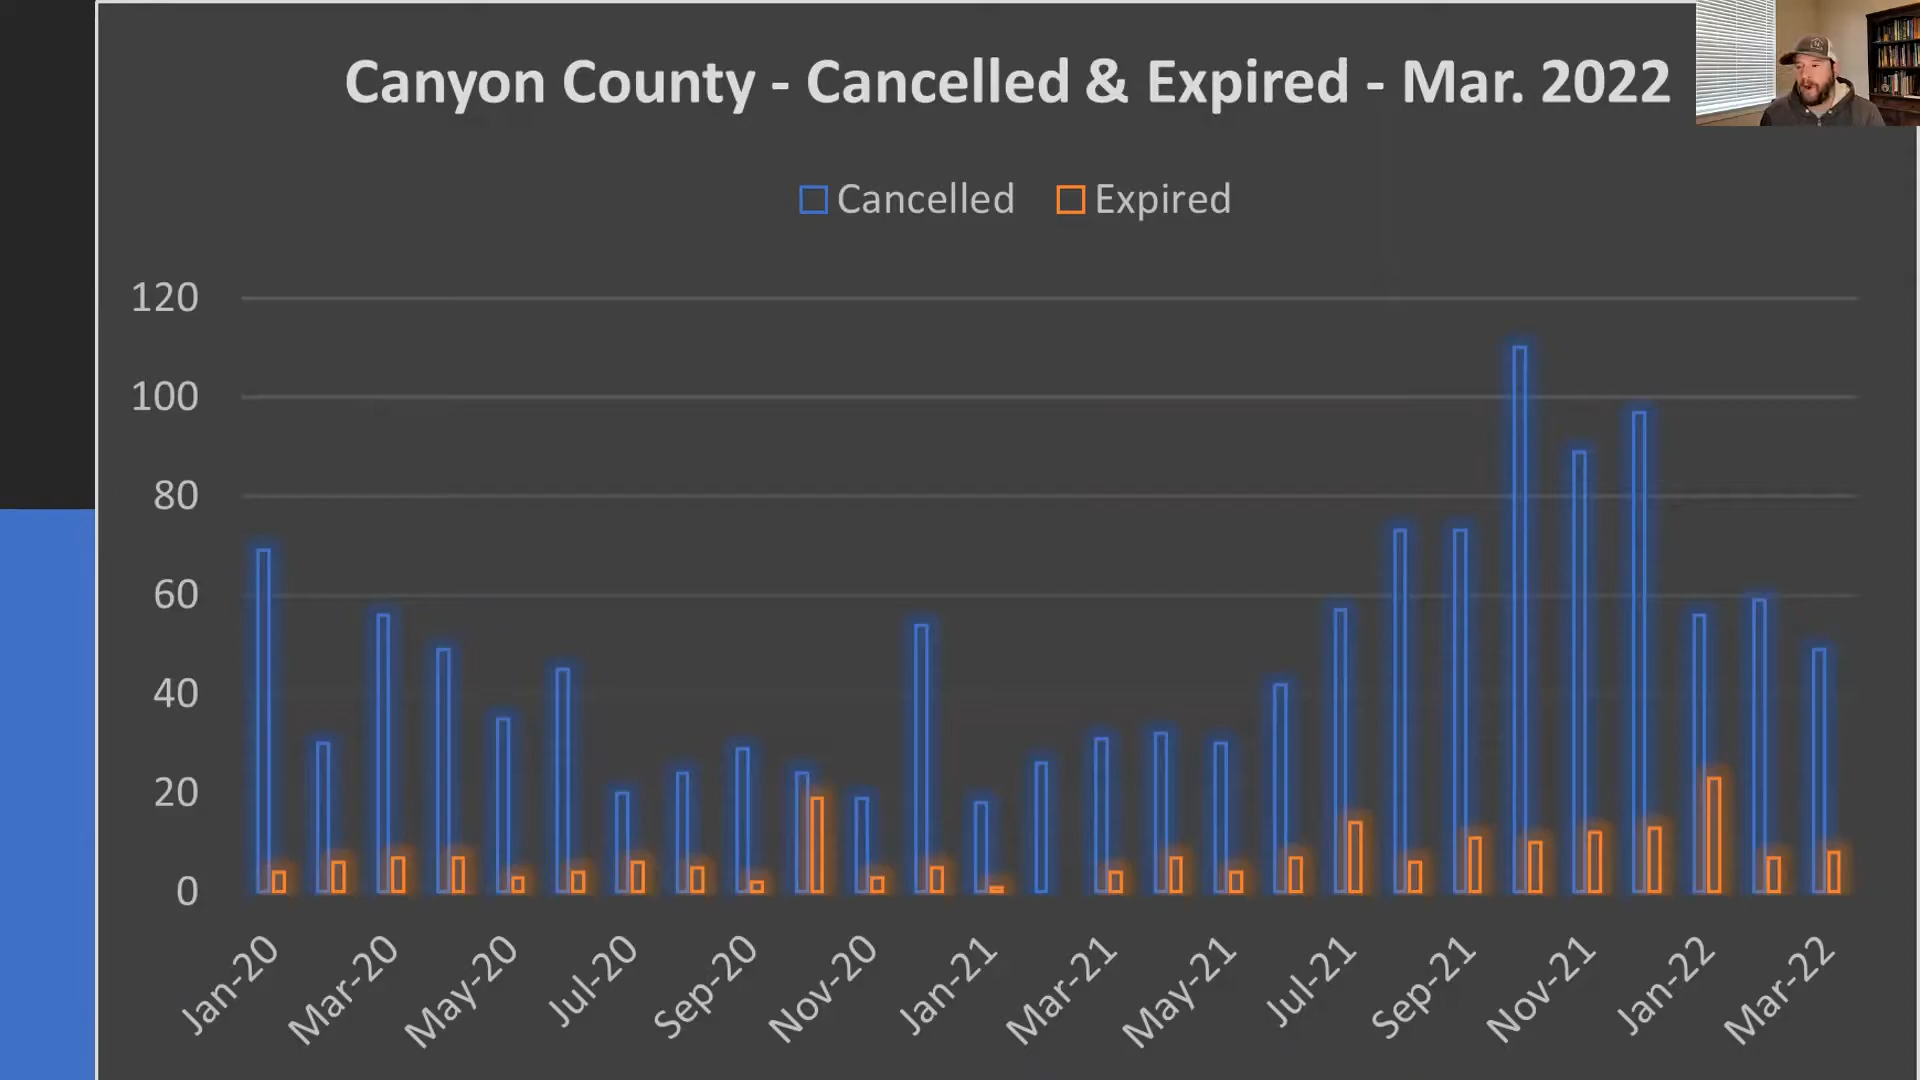 Canyon County - Cancelled & Expired - Mar. 2022
Cancelled Expired
120
100
80
60
40
20
0
Jan-20 Mar-20 May-20 Jul-20 Sep-20 Nov-20 Jan-21 Mar-21 May-21 Jul-21 Sep-21 Nov-21 Jan-22 Mar-22